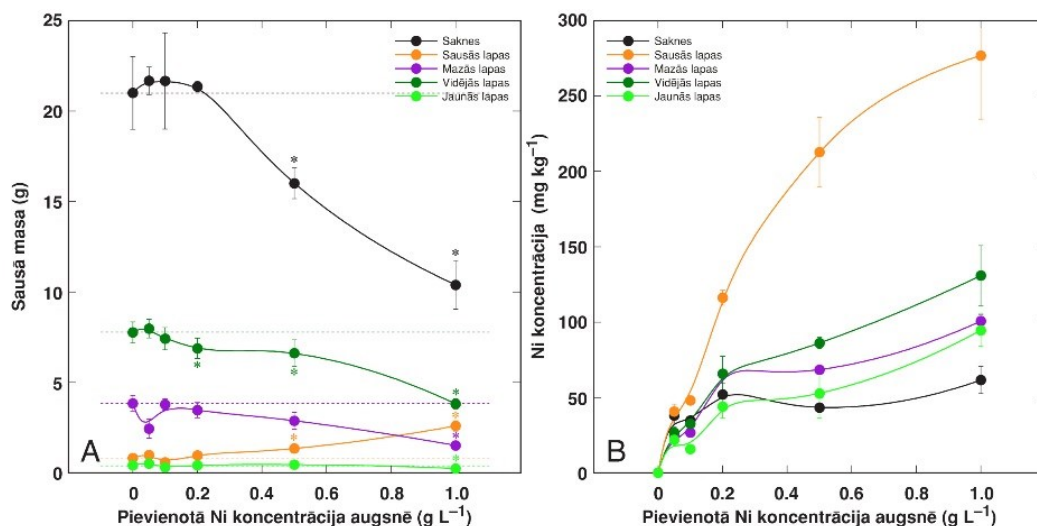 25
20
15
10
5
0
Sausā masa (g)
Saknes
Sausās lapas
Mazās lapas
Vidējās lapas
Jaunās lapas
*
*
*
*
*
*
*
*
*
A
0
0.2
0.4
0.6
0.8
1.0
Pievienotā Ni koncentrācija augsnē (g L⁻¹)
300
250
200
150
100
50
0
Ni koncentrācija (mg kg⁻¹)
Saknes
Sausās lapas
Mazās lapas
Vidējās lapas
Jaunās lapas
B
0
0.2
0.4
0.6
0.8
1.0
Pievienotā Ni koncentrācija augsnē (g L⁻¹)